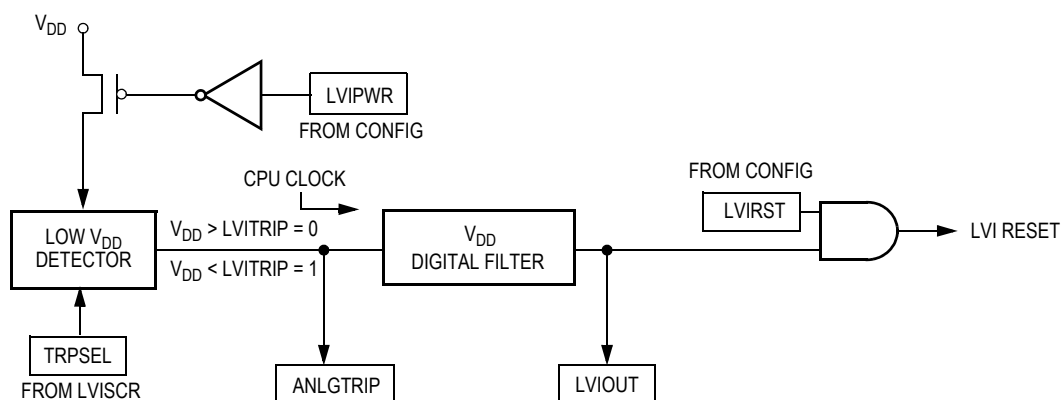 VDD
LVIPWR
FROM CONFIG
CPU CLOCK
FROM CONFIG
LVIRST
LOW VDD
DETECTOR
VDD > LVITRIP = 0
VDD < LVITRIP = 1
VDD
DIGITAL FILTER
LVI RESET
TRPSEL
FROM LVISCR
ANLGTRIP
LVIOUT